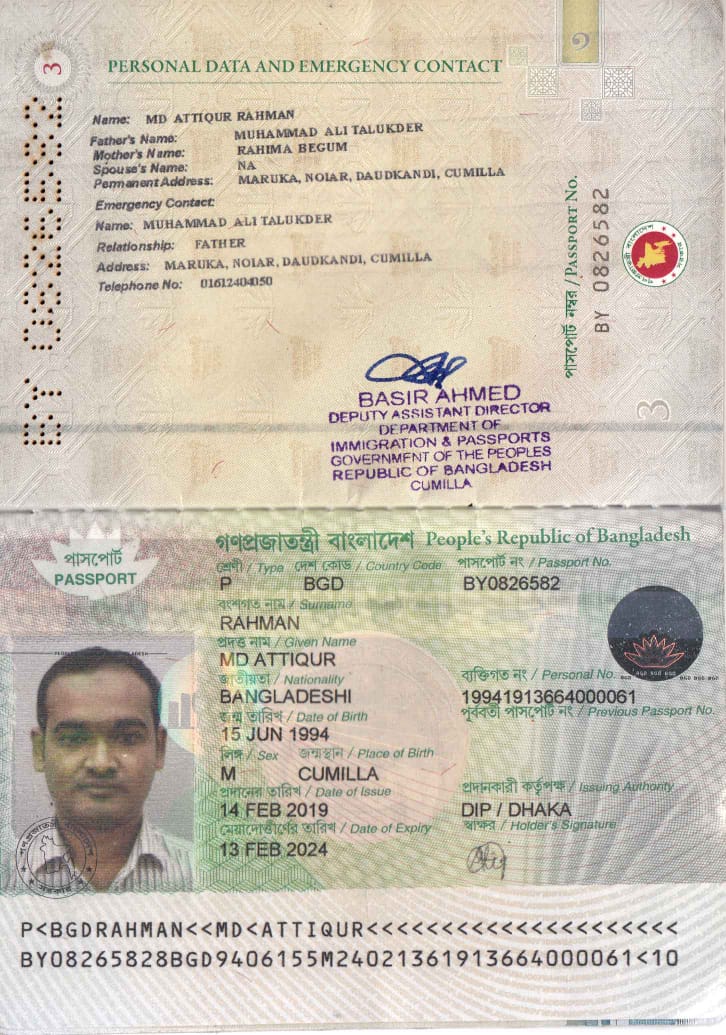 3
PERSONAL DATA AND EMERGENCY CONTACT
Name: MD ATTIQUR RAHMAN
Father's Name: MUHAMMAD ALI TALUKDER
Mother's Name: RAHIMA BEGUM
Spouse's Name: NA
Permanent Address: MARUKA, NOIAR, DAUDKANDI, CUMILLA
Emergency Contact:
Name: MUHAMMAD ALI TALUKDER
Relationship: FATHER
Address: MARUKA, NOIAR, DAUDKANDI, CUMILLA
Telephone No: 01612404050
পাসপোর্ট নম্বর / PASSPORT No.
BY 0826582
3
BASIR AHMED
DEPUTY ASSISTANT DIRECTOR
DEPARTMENT OF
IMMIGRATION & PASSPORTS
GOVERNMENT OF THE PEOPLES
REPUBLIC OF BANGLADESH
CUMILLA
পাসপোর্ট
PASSPORT
গণপ্রজাতন্ত্রী বাংলাদেশ People's Republic of Bangladesh
শ্রেণী / Type দেশ কোড / Country Code পাসপোর্ট নং / Passport No.
P BGD BY0826582
বংশগত নাম / Surname
RAHMAN
প্রদত্ত নাম / Given Name
MD ATTIQUR
জাতীয়তা / Nationality ব্যক্তিগত নং / Personal No.
BANGLADESHI 19941913664000061
জন্ম তারিখ / Date of Birth পূর্ববর্তী পাসপোর্ট নং / Previous Passport No.
15 JUN 1994
লিঙ্গ / Sex জন্মস্থান / Place of Birth
M CUMILLA
প্রদানের তারিখ / Date of Issue প্রদানকারী কর্তৃপক্ষ / Issuing Authority
14 FEB 2019 DIP / DHAKA
মেয়াদোত্তীর্ণের তারিখ / Date of Expiry স্বাক্ষর / Holder's Signature
13 FEB 2024
P<BGDRAHMAN<<MD<ATTIQUR<<<<<<<<<<<<<<<<<<<<<
BY08265828BGD9406155M24021361913664000061<10